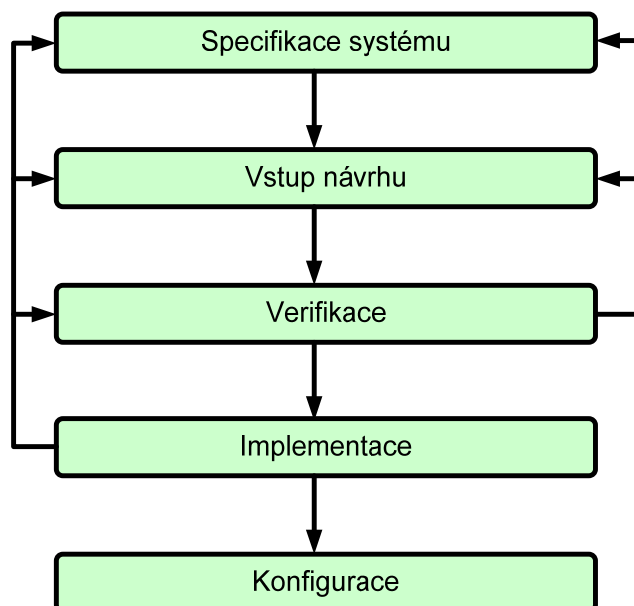 Specifikace systému
Vstup návrhu
Verifikace
Implementace
Konfigurace